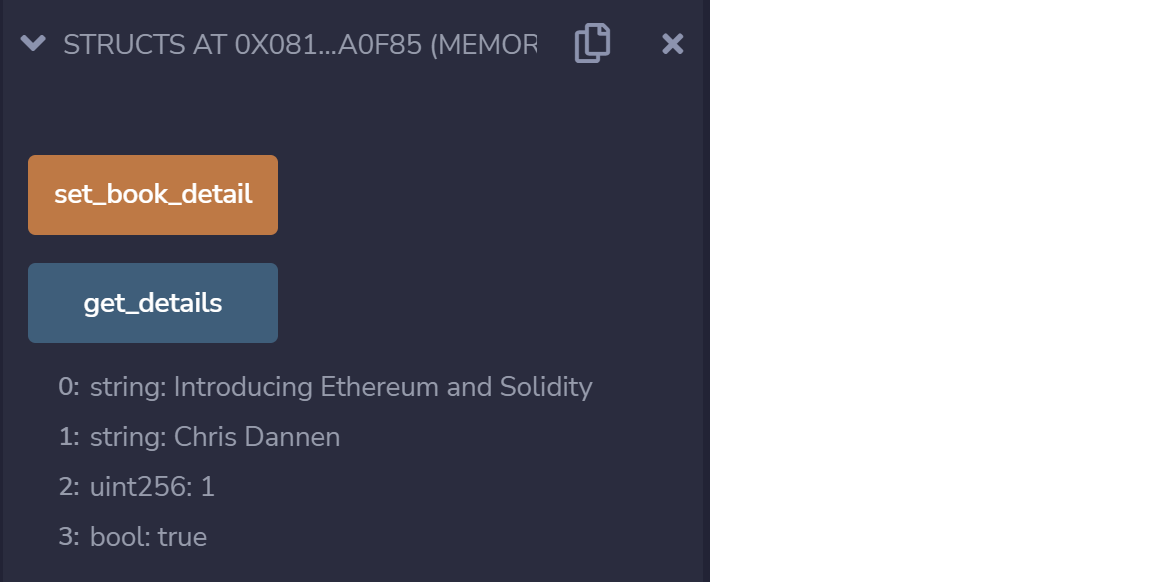 STRUCTS AT 0X081...A0F85 (MEMOR
set_book_detail
get_details
0: string: Introducing Ethereum and Solidity
1: string: Chris Dannen
2: uint256: 1
3: bool: true